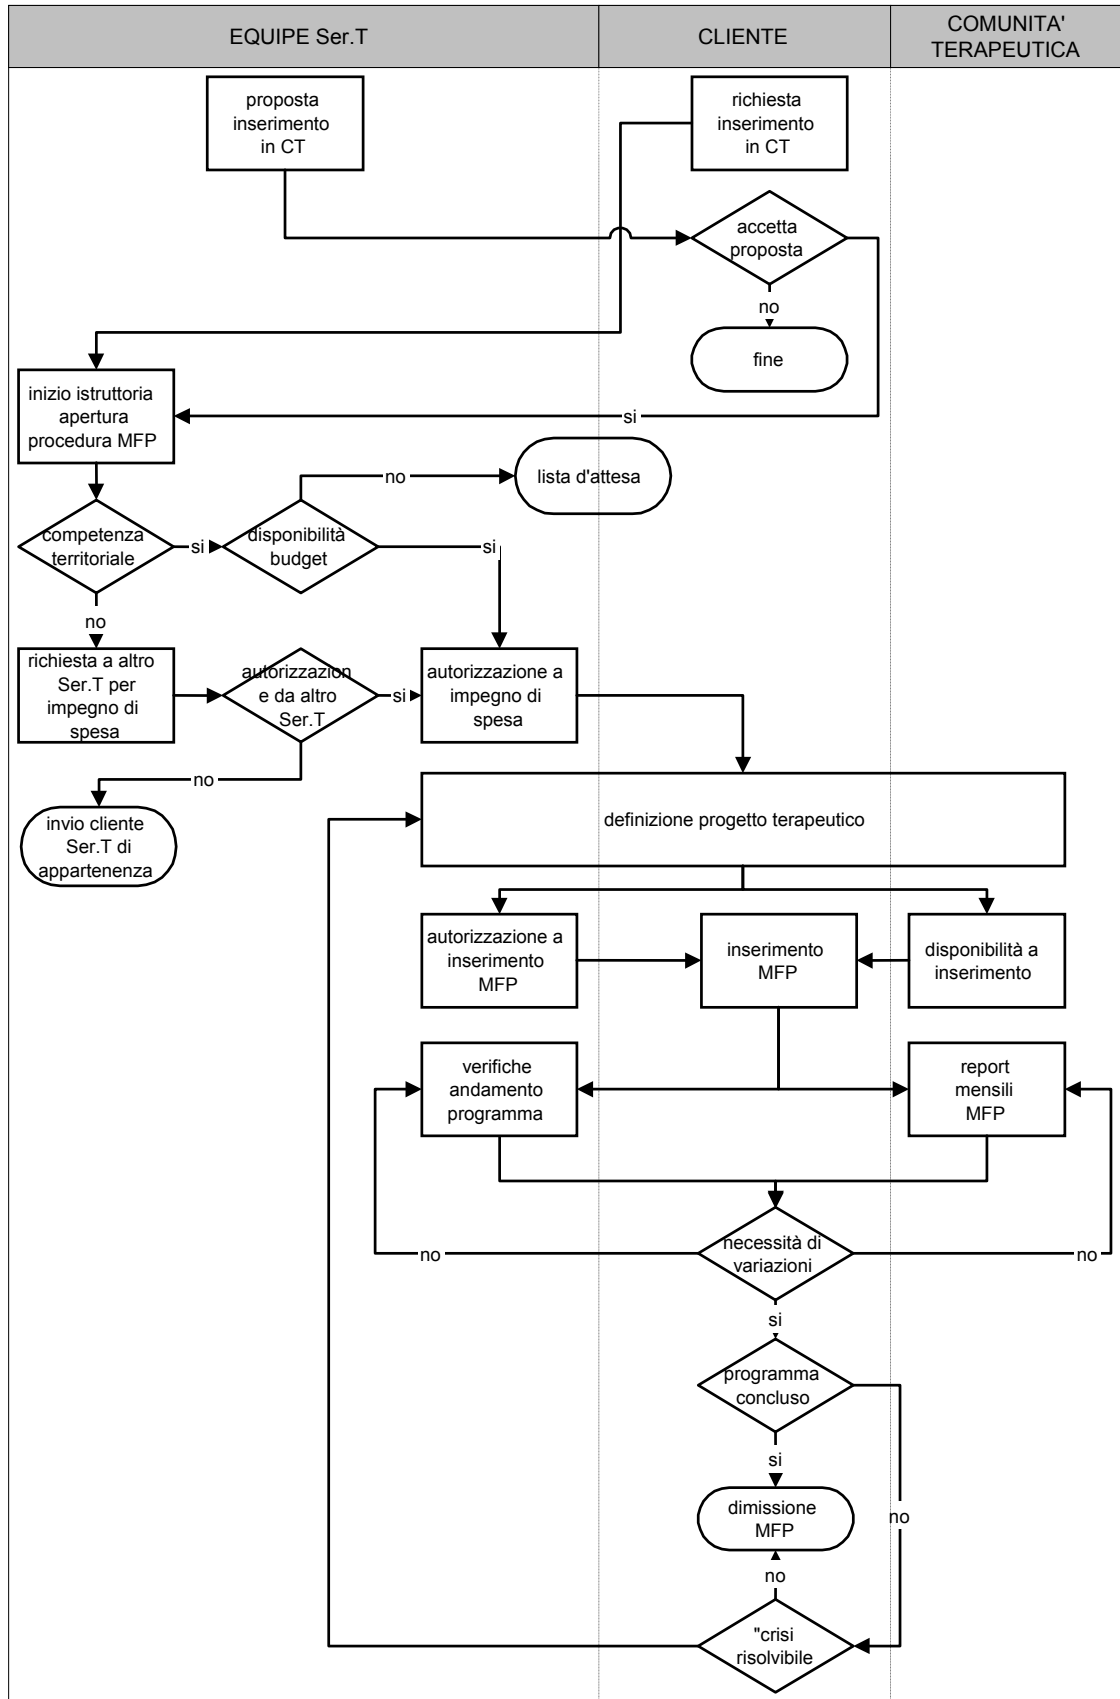 EQUIPE Ser.T
CLIENTE
COMUNITA'
TERAPEUTICA
proposta
inserimento
in CT
richiesta
inserimento
in CT
accetta
proposta
no
fine
inizio istruttoria
apertura
procedura MFP
si
no
lista d'attesa
competenza
territoriale
si
disponibilità
budget
si
no
richiesta a altro
Ser.T per
impegno di
spesa
autorizzazion
e da altro
Ser.T
si
autorizzazione a
impegno di
spesa
no
invio cliente
Ser.T di
appartenenza
definizione progetto terapeutico
autorizzazione a
inserimento
MFP
inserimento
MFP
disponibilità a
inserimento
verifiche
andamento
programma
report
mensili
MFP
no
necessità di
variazioni
no
si
programma
concluso
si
dimissione
MFP
no
no
"crisi
risolvibile